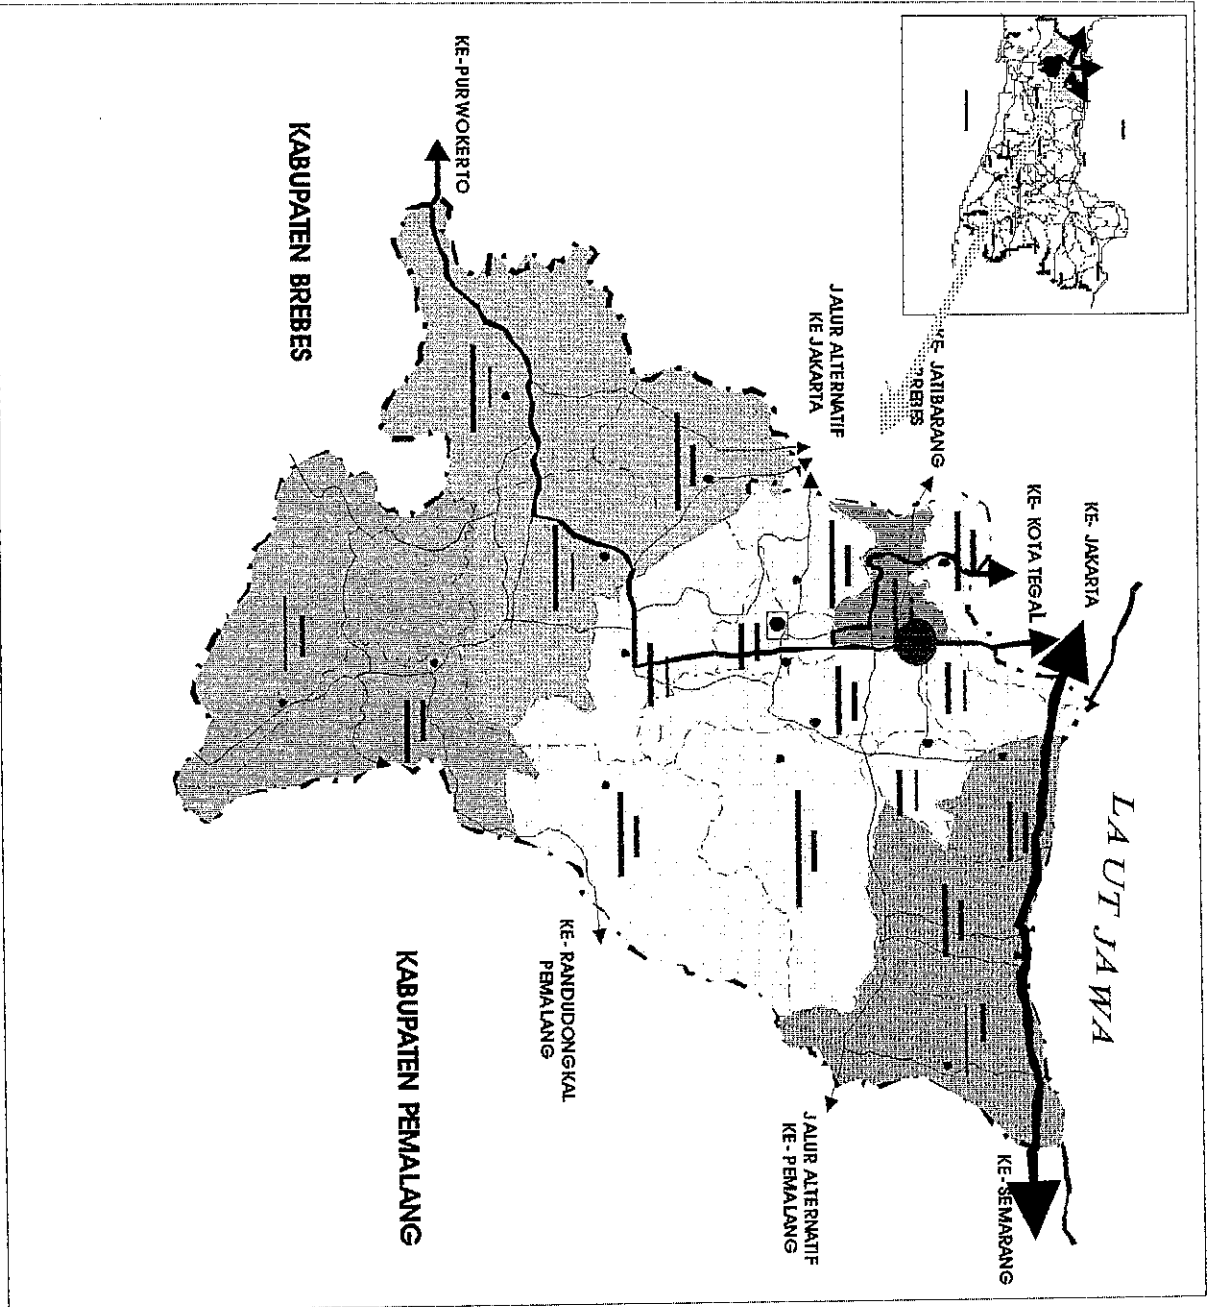 LAUT JAWA
KE- JAKARTA
KE- KOTA TEGAL
KE-SEMARANG
KE- JATIBARANG
BREBES
JALUR ALTERNATIF
KE JAKARTA
JALUR ALTERNATIF
KE- PEMALANG
KE- RANDUDONGKAL
PEMALANG
KE-PURWOKERTO
KABUPATEN PEMALANG
KABUPATEN BREBES